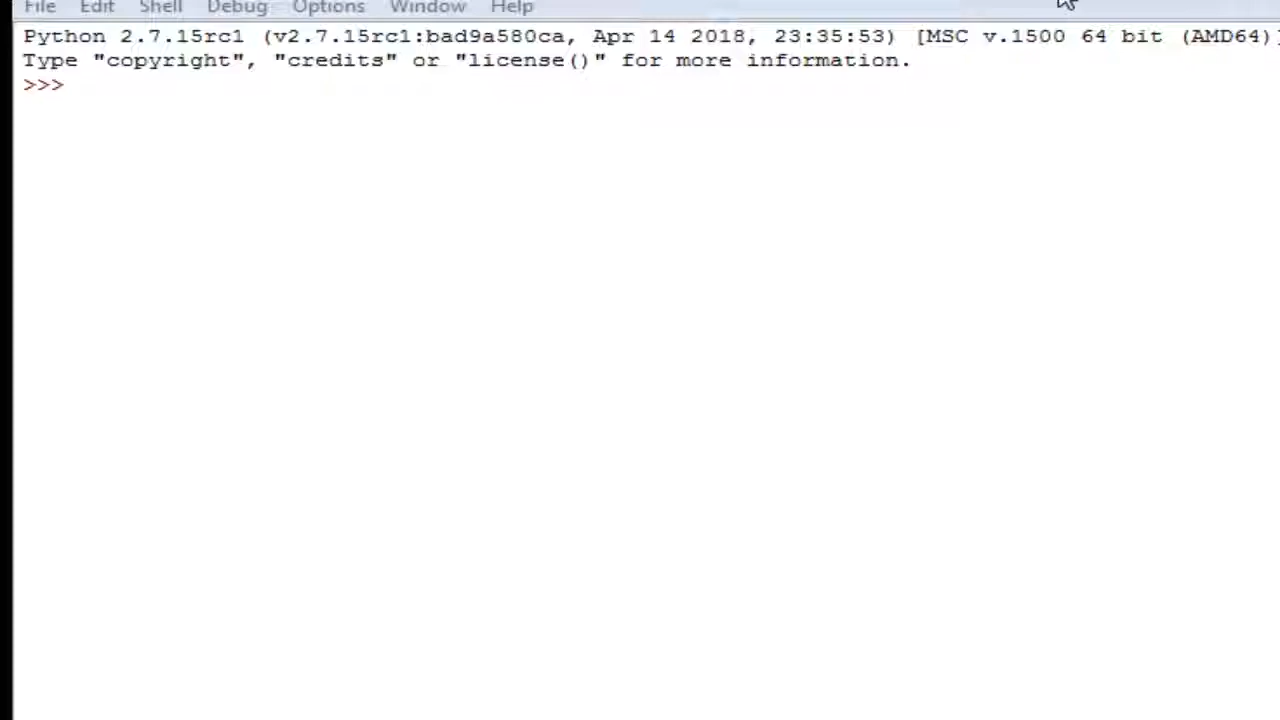 File Edit Shell Debug Options Window Help
Python 2.7.15rc1 (v2.7.15rc1:bad9a580ca, Apr 14 2018, 23:35:53) [MSC v.1500 64 bit (AMD64)]
Type "copyright", "credits" or "license()" for more information.
>>>